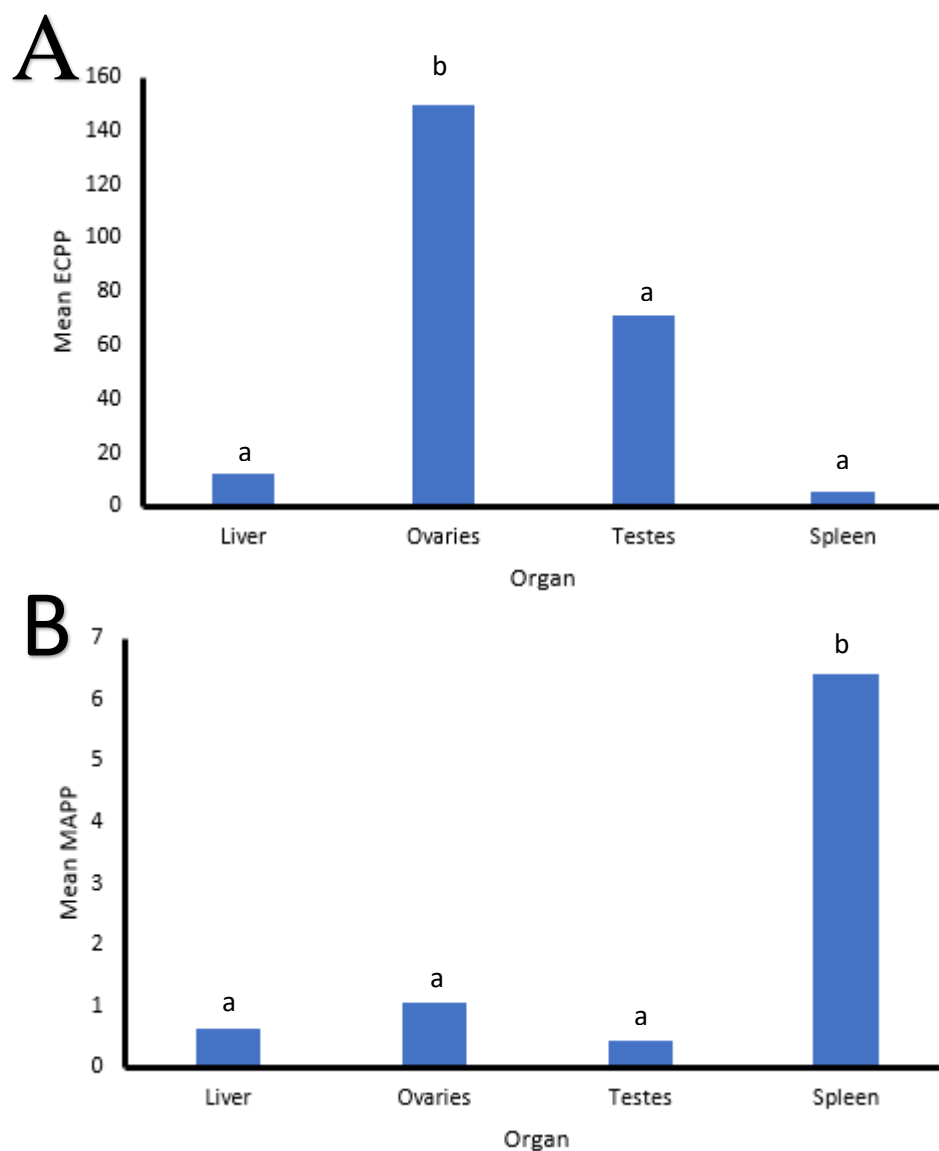 A
160
140
120
100
80
60
40
20
0
Mean ECPP
a
b
a
a
Liver Ovaries Testes Spleen
Organ
B
7
6
5
4
3
2
1
0
Mean MAPP
a
a
a
b
Liver Ovaries Testes Spleen
Organ